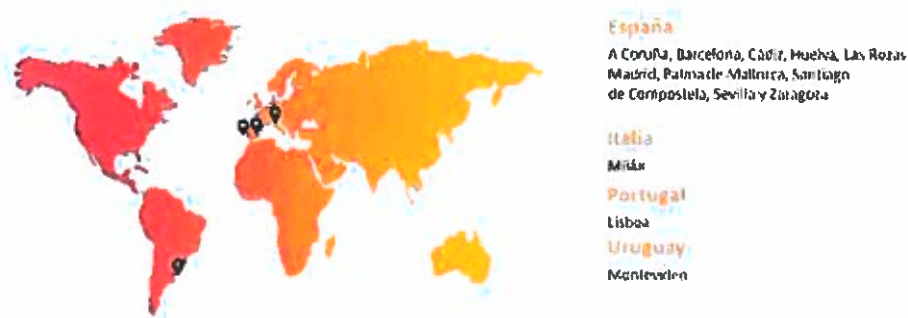 España
A Coruña, Barcelona, Cádiz, Huelva, Las Rozas
Madrid, Palma de Mallorca, Santiago
de Compostela, Sevilla y Zaragoza
Italia
Milán
Portugal
Lisboa
Uruguay
Montevideo